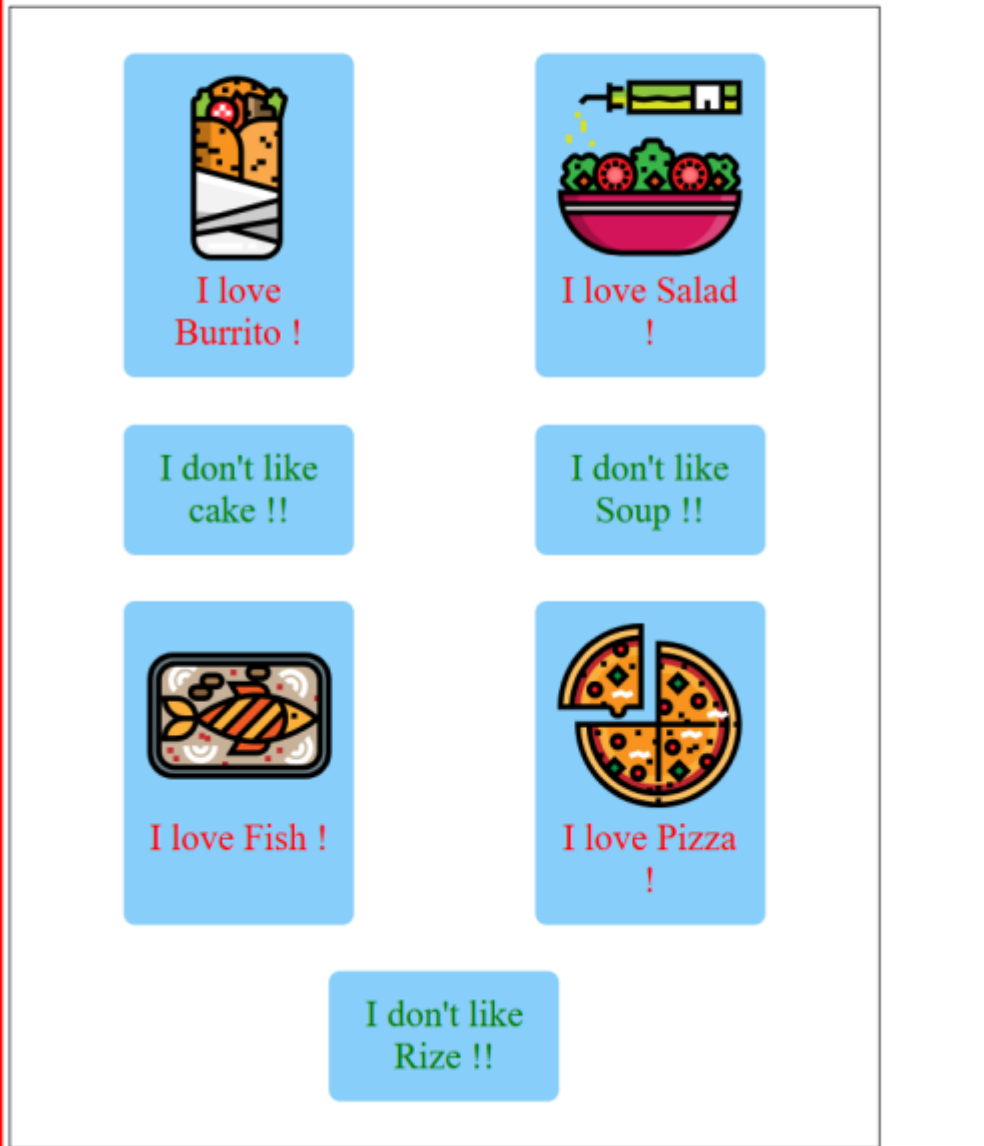 I love
Burrito !
I love Salad
!
I don't like
cake !!
I don't like
Soup !!
I love Fish !
I love Pizza
!
I don't like
Rize !!